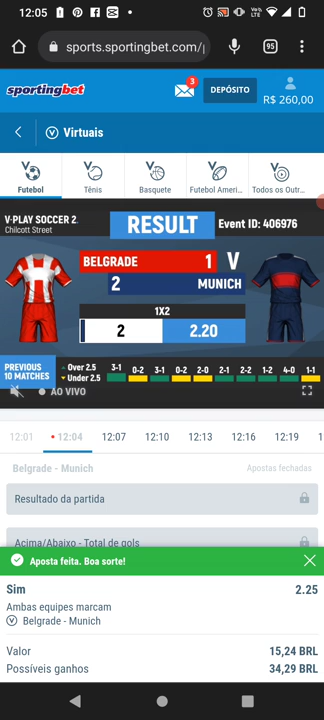 12:05
VoWi LTE
sports.sportingbet.com/
95
sportingbet
3
DEPÓSITO
R$ 260,00
V Virtuais
Futebol
Tênis
Basquete
Futebol Ameri...
Todos os Outr...
V-PLAY SOCCER 2
Chilcott Street
RESULT
Event ID: 406976
BELGRADE 1 V
2 MUNICH
1X2
2 2.20
PREVIOUS
10 MATCHES
Over 2.5
Under 2.5
3-1 0-2 3-1 0-2 2-0 2-1 2-2 1-2 4-0 1-1
AO VIVO
12:01 12:04 12:07 12:10 12:13 12:16 12:19 1
Belgrade - Munich
Apostas fechadas
Resultado da partida
Acima/Abaixo - Total de gols
Aposta feita. Boa sorte!
Sim 2.25
Ambas equipes marcam
V Belgrade - Munich
Valor 15,24 BRL
Possíveis ganhos 34,29 BRL